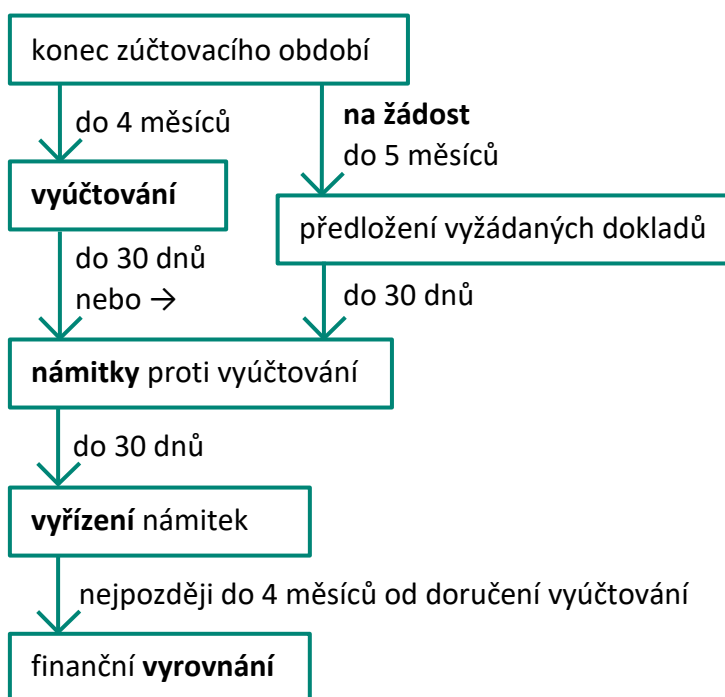 konec zúčtovacího období
do 4 měsíců
na žádost
do 5 měsíců
vyúčtování
předložení vyžádaných dokladů
do 30 dnů
nebo →
do 30 dnů
námitky proti vyúčtování
do 30 dnů
vyřízení námitek
nejpozději do 4 měsíců od doručení vyúčtování
finanční vyrovnání